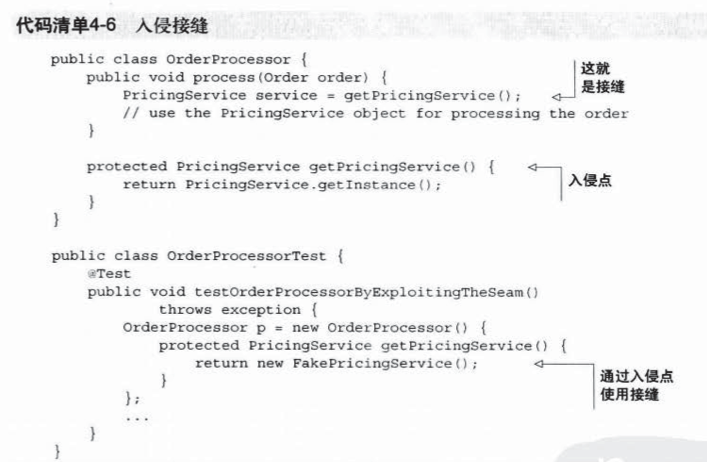 代码清单4-6 入侵接缝
public class OrderProcessor {
public void process(Order order) {
PricingService service = getPricingService();
这就
是接缝
// use the PricingService object for processing the order
}
protected PricingService getPricingService() {
入侵点
return PricingService.getInstance();
}
}
public class OrderProcessorTest {
@Test
public void testOrderProcessorByExploitingTheSeam()
throws exception {
OrderProcessor p = new OrderProcessor() {
protected PricingService getPricingService() {
return new FakePricingService();
通过入侵点
使用接缝
}
};
...
}
}